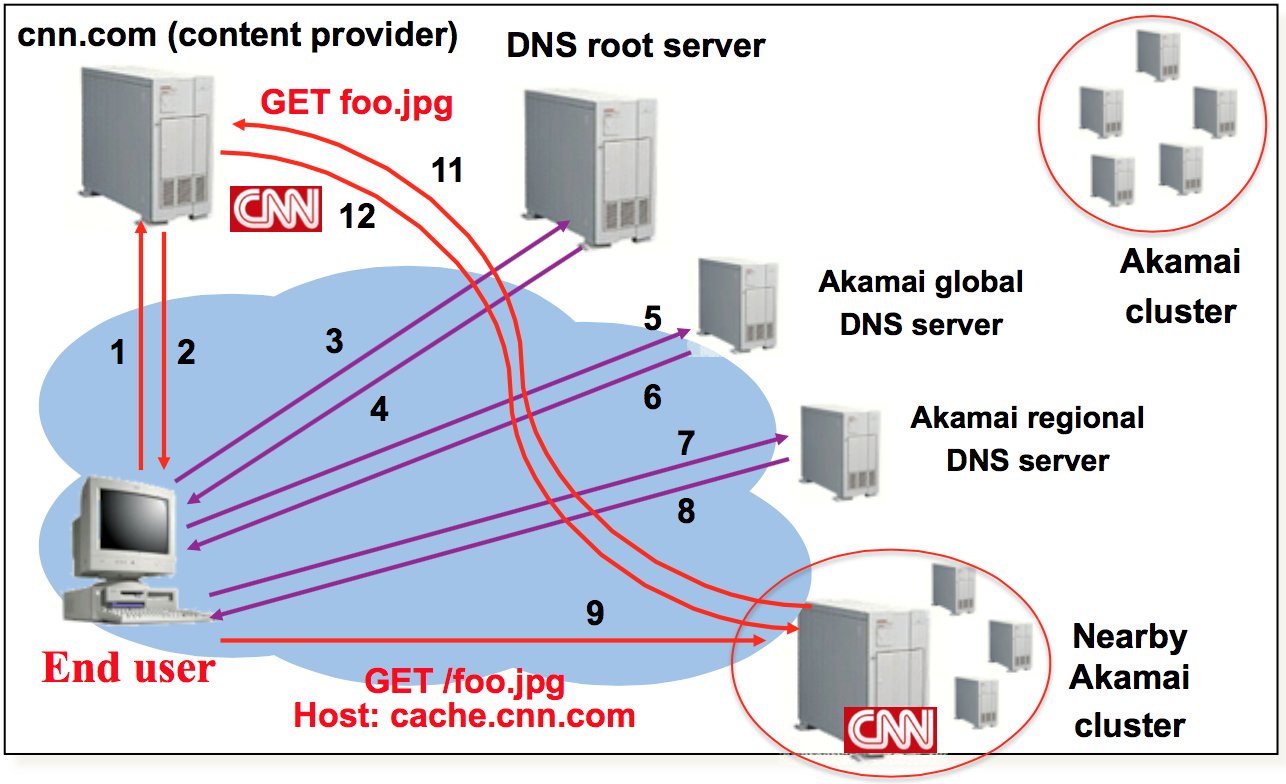 cnn.com (content provider)
DNS root server
GET foo.jpg
11
CNN
12
Akamai
cluster
Akamai global
DNS server
1
2
3
4
5
6
Akamai regional
DNS server
7
8
9
End user
GET /foo.jpg
Host: cache.cnn.com
CNN
Nearby
Akamai
cluster